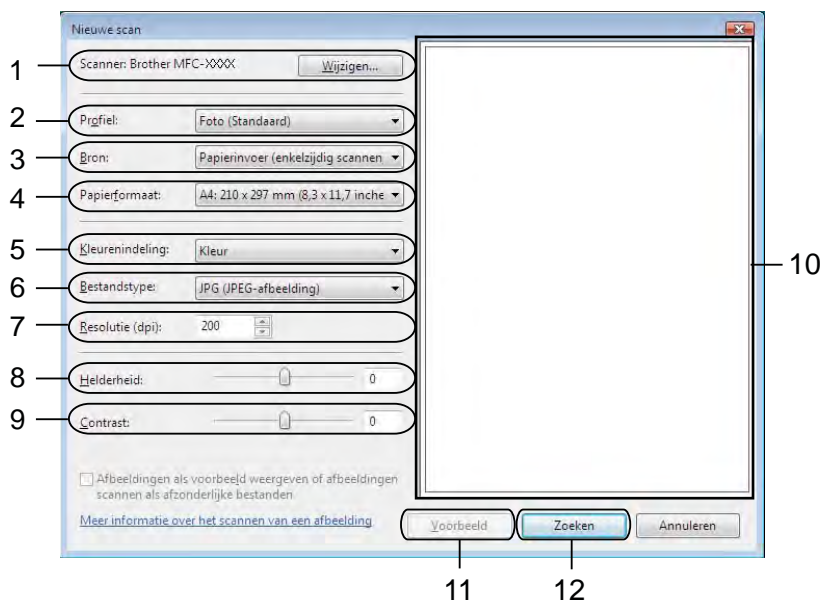 Nieuwe scan
1 Scanner: Brother MFC-XXXX Wijzigen...
2 Profiel: Foto (Standaard)
3 Bron: Papierinvoer (enkelzijdig scannen
4 Papierformaat: A4: 210 x 297 mm (8,3 x 11,7 inche
5 Kleurenindeling: Kleur
6 Bestandstype: JPG (JPEG-afbeelding)
7 Resolutie (dpi): 200
8 Helderheid: 0
9 Contrast: 0
10
Afbeeldingen als voorbeeld weergeven of afbeeldingen
scannen als afzonderlijke bestanden
Meer informatie over het scannen van een afbeelding Voorbeeld Zoeken Annuleren
11 12